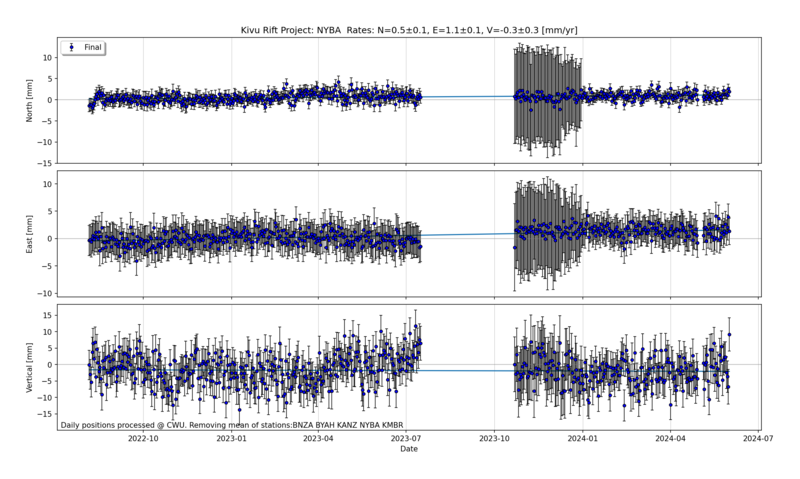 Kivu Rift Project: NYBA  Rates: N=0.5±0.1, E=1.1±0.1, V=-0.3±0.3 [mm/yr]
Final
North [mm]
10
5
0
−5
−10
−15
East [mm]
10
5
0
−5
−10
Vertical [mm]
15
10
5
0
−5
−10
−15
Daily positions processed @ CWU. Removing mean of stations:BNZA BYAH KANZ NYBA KMBR
2022-10 2023-01 2023-04 2023-07 2023-10 2024-01 2024-04 2024-07
Date